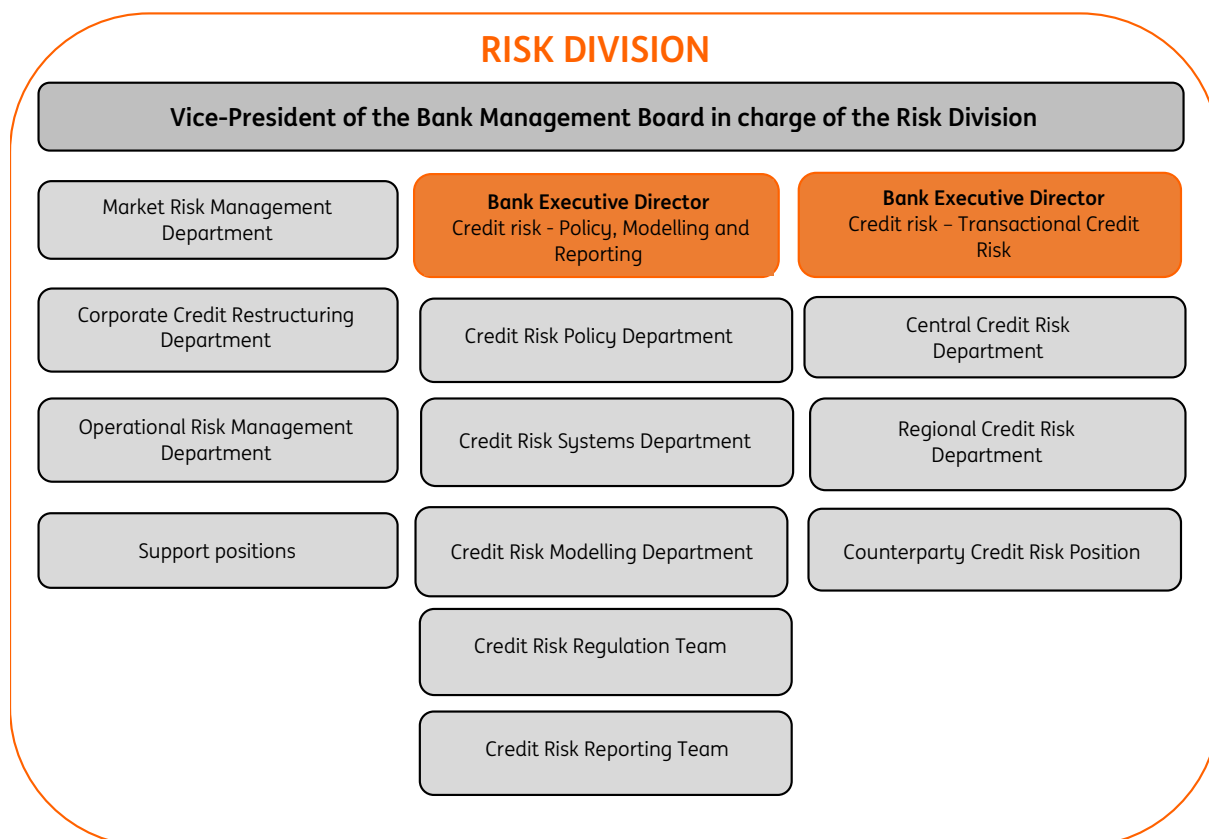 RISK DIVISION
Vice-President of the Bank Management Board in charge of the Risk Division
Market Risk Management
Department
Corporate Credit Restructuring
Department
Operational Risk Management
Department
Support positions
Bank Executive Director
Credit risk - Policy, Modelling and
Reporting
Credit Risk Policy Department
Credit Risk Systems Department
Credit Risk Modelling Department
Credit Risk Regulation Team
Credit Risk Reporting Team
Bank Executive Director
Credit risk – Transactional Credit
Risk
Central Credit Risk
Department
Regional Credit Risk
Department
Counterparty Credit Risk Position